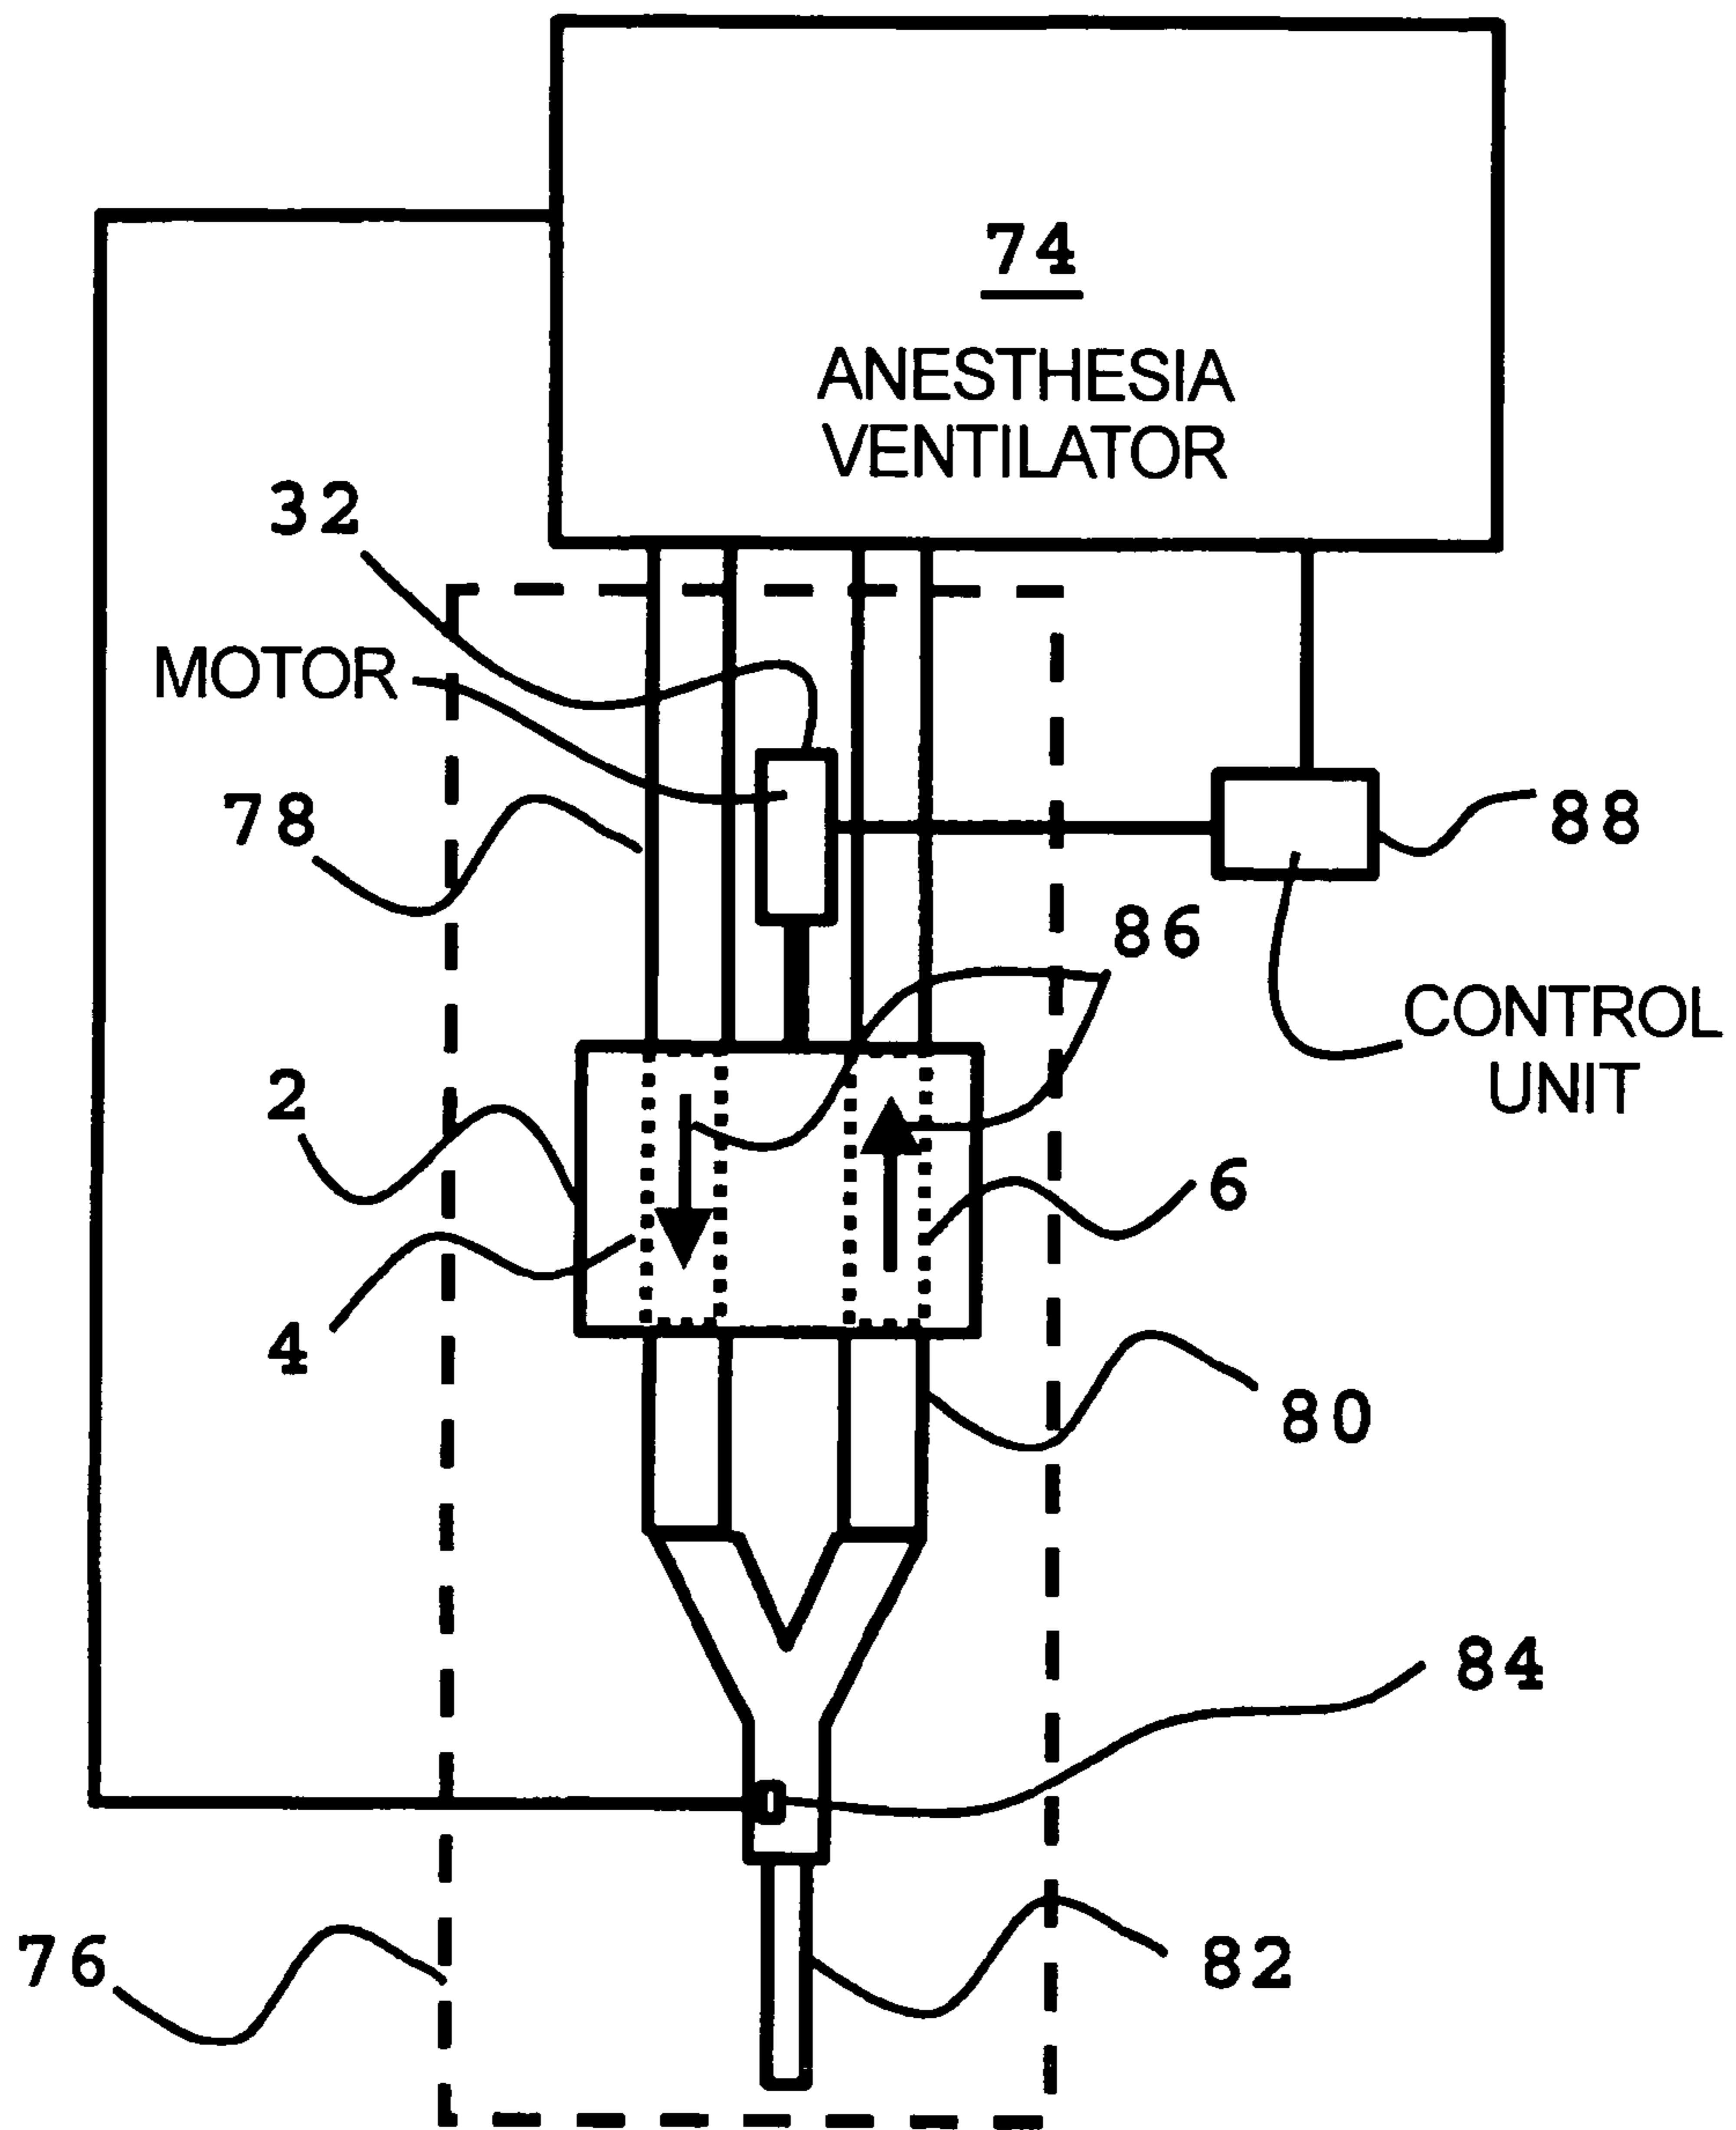 74
ANESTHESIA
VENTILATOR
32
MOTOR
78
88
86
CONTROL
UNIT
2
6
4
80
84
76
82